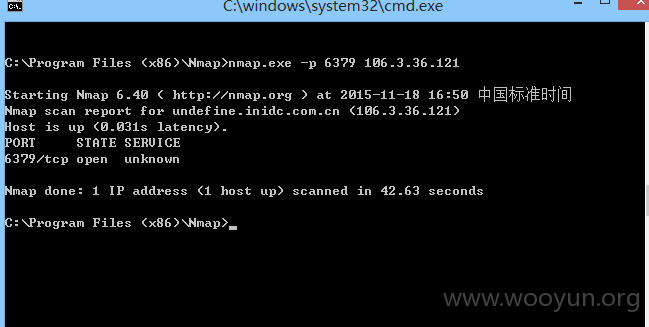 C:\windows\system32\cmd.exe
C:\Program Files (x86)\Nmap>nmap.exe -p 6379 106.3.36.121
Starting Nmap 6.40 ( http://nmap.org ) at 2015-11-18 16:50 中国标准时间
Nmap scan report for undefine.inidc.com.cn (106.3.36.121)
Host is up (0.031s latency).
PORT     STATE SERVICE
6379/tcp open  unknown
Nmap done: 1 IP address (1 host up) scanned in 42.63 seconds
C:\Program Files (x86)\Nmap>
www.wooyun.org